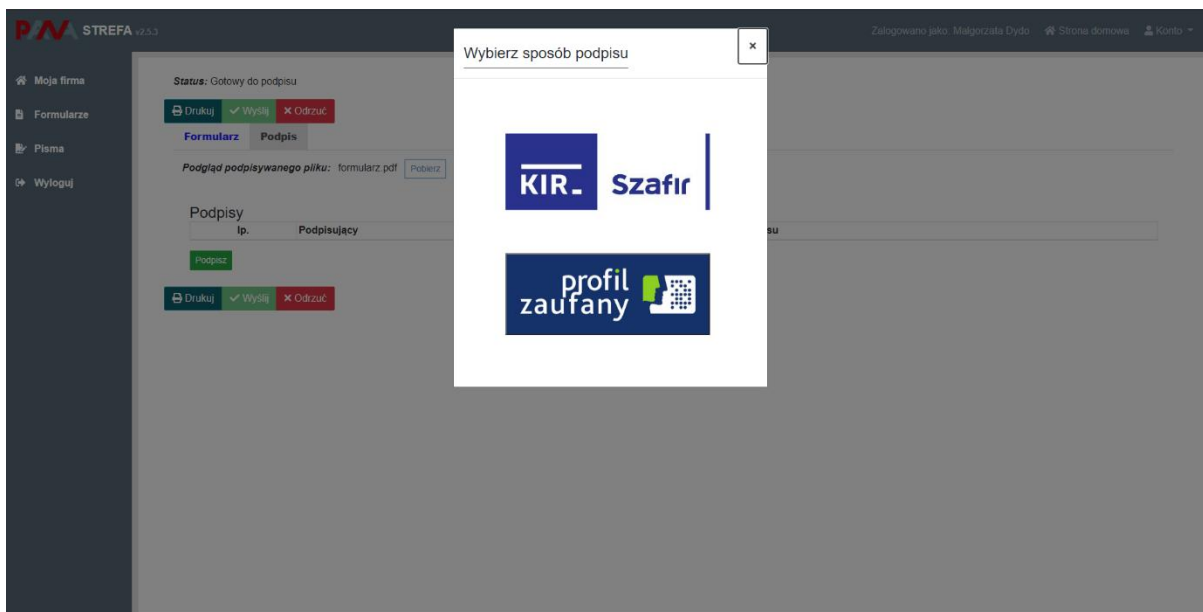 PAIVA STREFA v2.5.3
Zalogowano jako: Małgorzata Dydo Strona domowa Konto
Moja firma
Formularze
Pisma
Wyloguj
Status: Gotowy do podpisu
Drukuj Wyślij Odrzuć
Formularz Podpis
Podgląd podpisywanego pliku: formularz.pdf Pobierz
Podpisy
lp. Podpisujący su
Podpisz
Drukuj Wyślij Odrzuć
Wybierz sposób podpisu ×
KIR Szafir
profil
zaufany